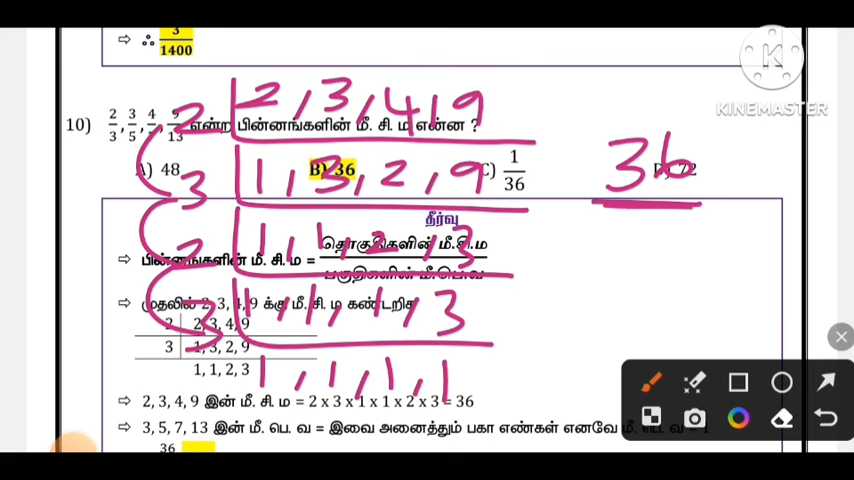 ⇨ ∴ 3/1400
10) 2/3, 3/5, 4/, 9/13 என்ற பின்னங்களின் மீ. சி. ம என்ன ?
A) 48 B) 36 C) 1/36 D) 72
தீர்வு
⇨ பின்னங்களின் மீ. சி. ம = தொகுதிகளின் மீ.சி.ம / பகுதிகளின் மீ.பெ.வ
⇨ முதலில் 2, 3, 4, 9 க்கு மீ. சி. ம கண்டறிக
2 | 2, 3, 4, 9
3 | 1, 3, 2, 9
1, 1, 2, 3
⇨ 2, 3, 4, 9 இன் மீ. சி. ம = 2 x 3 x 1 x 1 x 2 x 3 = 36
⇨ 3, 5, 7, 13 இன் மீ. பெ. வ = இவை அனைத்தும் பகா எண்கள் எனவே மீ. பெ. வ = 1
36
2 | 2, 3, 4, 9
3 | 1, 3, 2, 9
2 | 1, 1, 2, 3
3 | 1, 1, 1, 3
1, 1, 1, 1
36
K
KINEMASTER